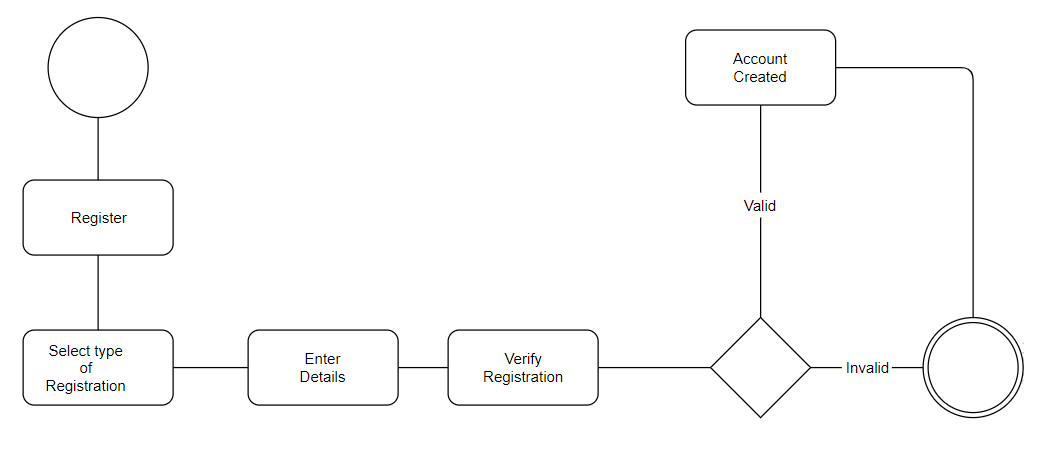 Register
Select type
of
Registration
Enter
Details
Verify
Registration
Account
Created
Valid
Invalid